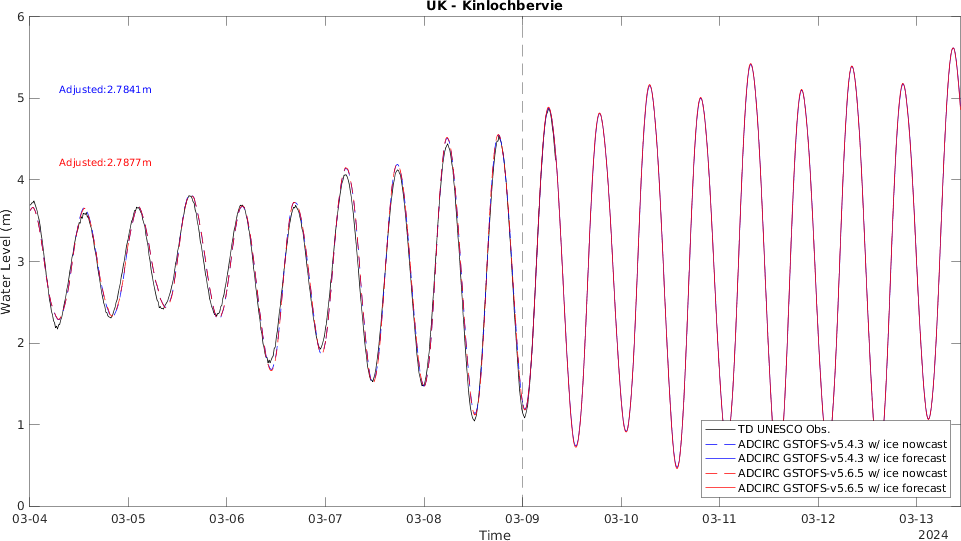 UK - Kinlochbervie
6
5
4
3
2
1
0
Water Level (m)
Adjusted:2.7841m
Adjusted:2.7877m
TD UNESCO Obs.
ADCIRC GSTOFS-v5.4.3 w/ ice nowcast
ADCIRC GSTOFS-v5.4.3 w/ ice forecast
ADCIRC GSTOFS-v5.6.5 w/ ice nowcast
ADCIRC GSTOFS-v5.6.5 w/ ice forecast
03-04 03-05 03-06 03-07 03-08 03-09 03-10 03-11 03-12 03-13
Time
2024